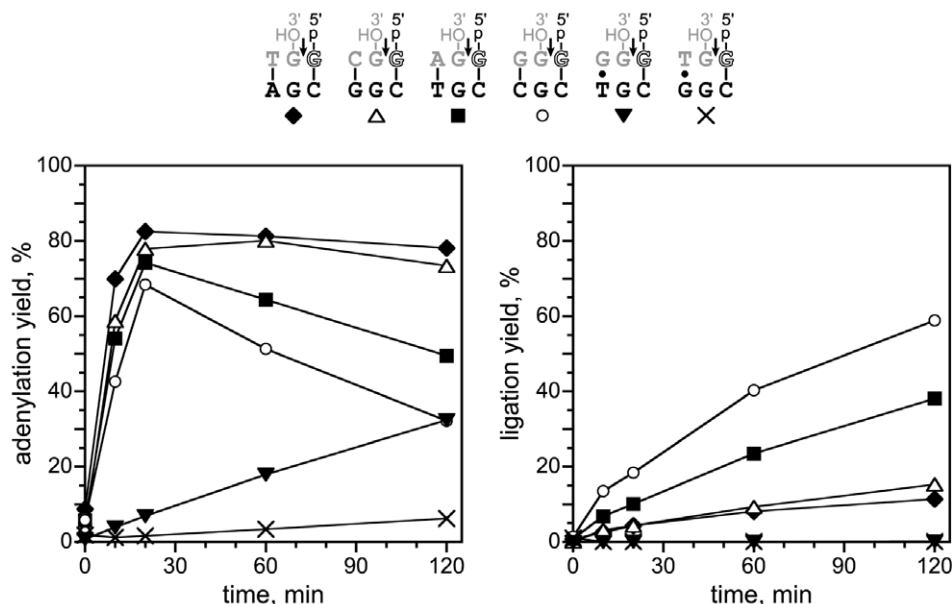 3' 5' 3' 5' 3' 5' 3' 5' 3' 5' 3' 5'
HO p HO p HO p HO p HO p HO p
T G G C G G A G G G G G G G G T G G
A G C G G C T G C C G C T G C G G C
100
80
60
40
20
0
adenylation yield, %
0 30 60 90 120
time, min
100
80
60
40
20
0
ligation yield, %
0 30 60 90 120
time, min